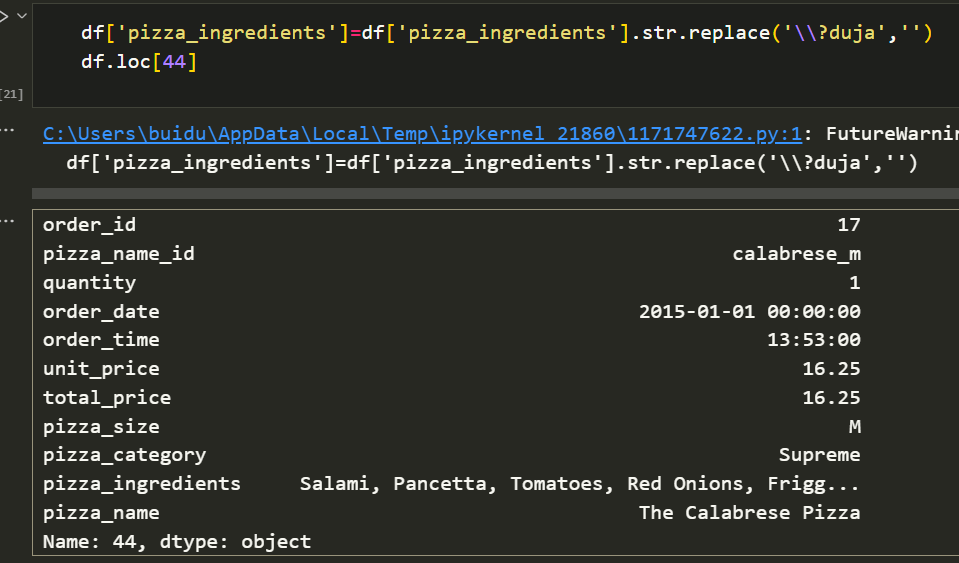 df['pizza_ingredients']=df['pizza_ingredients'].str.replace('\\?duja','')
df.loc[44]
[21]
C:\Users\buidu\AppData\Local\Temp\ipykernel_21860\1171747622.py:1: FutureWarnin
df['pizza_ingredients']=df['pizza_ingredients'].str.replace('\\?duja','')
order_id 17
pizza_name_id calabrese_m
quantity 1
order_date 2015-01-01 00:00:00
order_time 13:53:00
unit_price 16.25
total_price 16.25
pizza_size M
pizza_category Supreme
pizza_ingredients Salami, Pancetta, Tomatoes, Red Onions, Frigg...
pizza_name The Calabrese Pizza
Name: 44, dtype: object